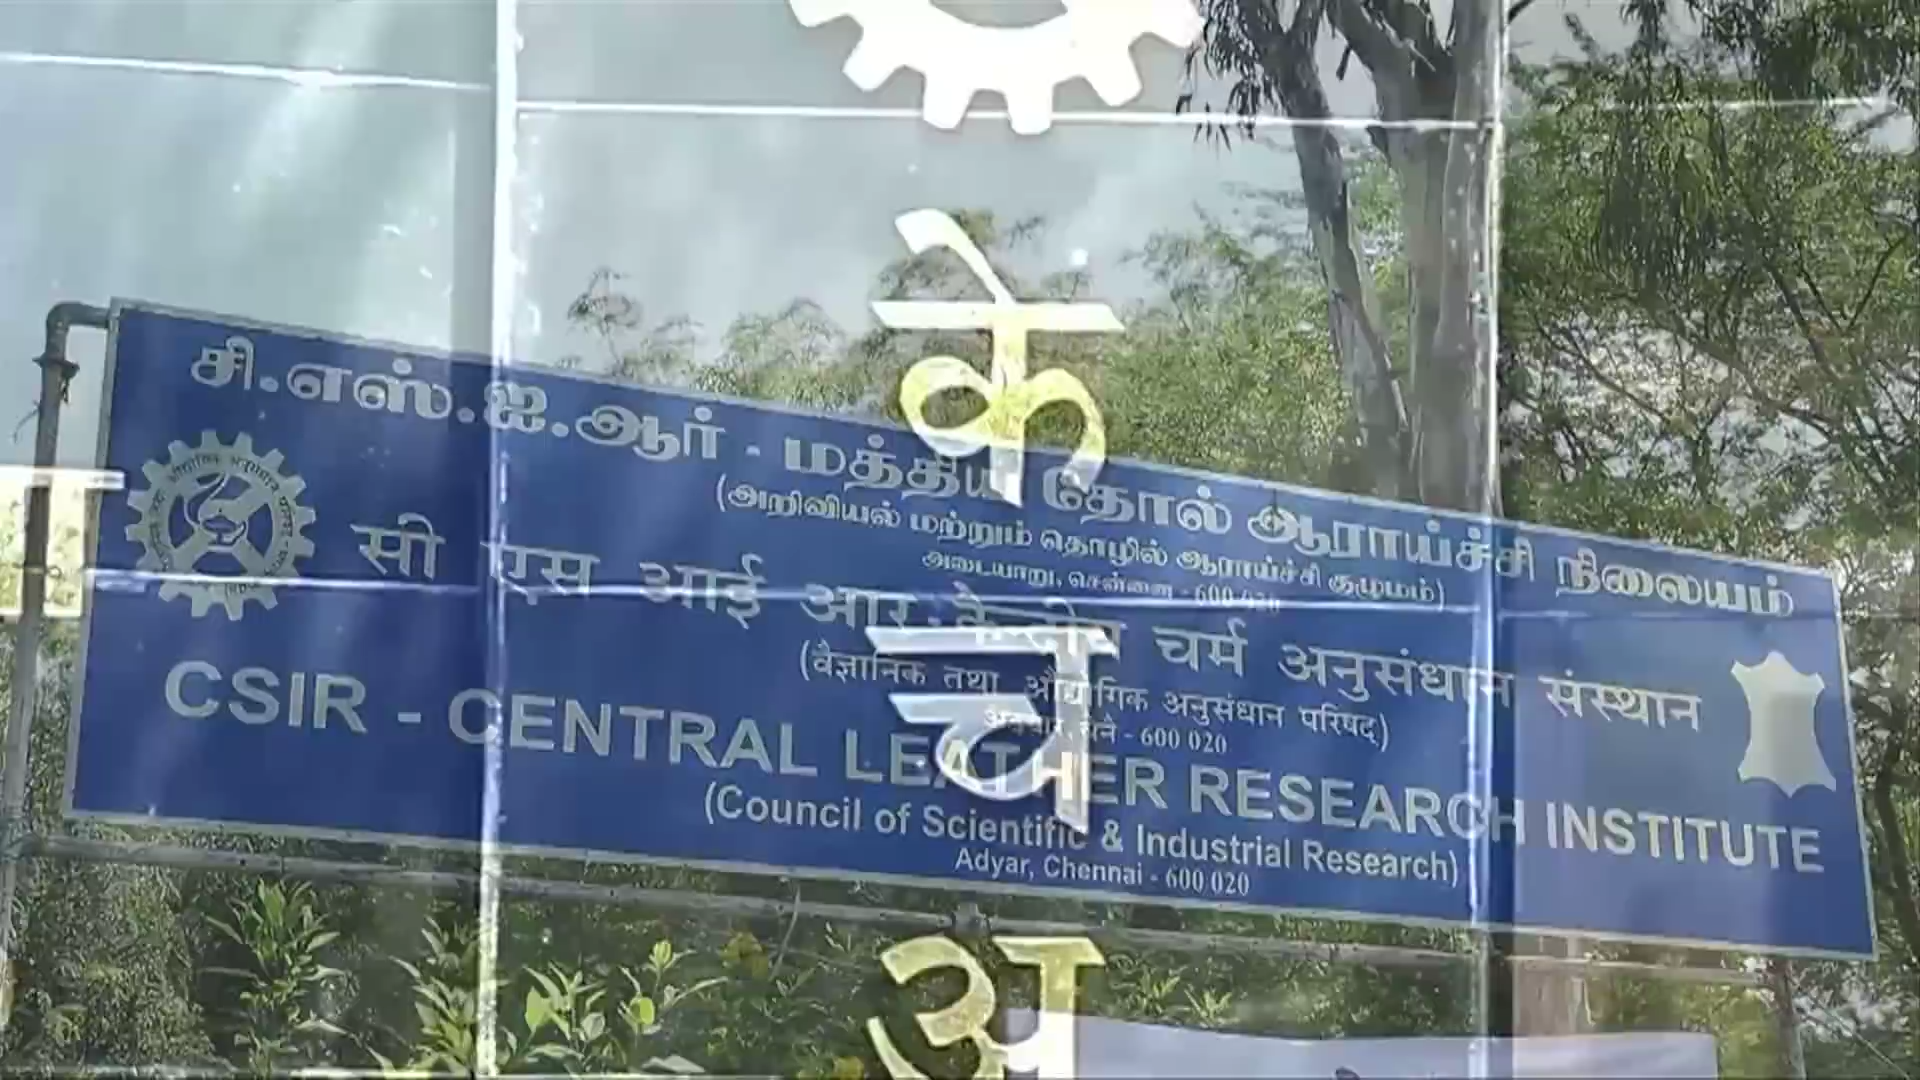 சி.எஸ்.ஐ.ஆர் - மத்திய தோல் ஆராய்ச்சி நிலையம்
(அறிவியல் மற்றும் தொழில் ஆராய்ச்சி குழுமம்)
அடையாறு, சென்னை - 600 020
सी एस आई आर - केन्द्रीय चर्म अनुसंधान संस्थान
(वैज्ञानिक तथा औद्योगिक अनुसंधान परिषद)
- 600 020
CSIR - CENTRAL LEATHER RESEARCH INSTITUTE
(Council of Scientific & Industrial Research)
Adyar, Chennai - 600 020
के
च
अ